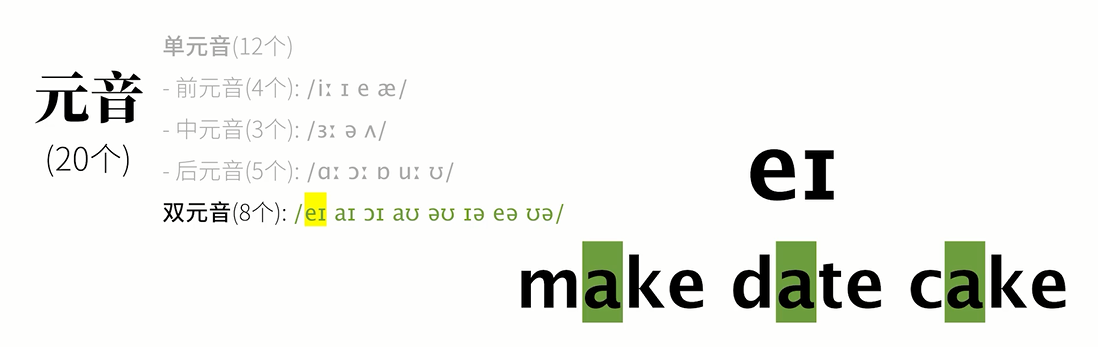 元音
(20个)
单元音(12个)
- 前元音(4个): /iː ɪ e æ/
- 中元音(3个): /ɜː ə ʌ/
- 后元音(5个): /ɑː ɔː ɒ uː ʊ/
双元音(8个): /eɪ aɪ ɔɪ aʊ əʊ ɪə eə ʊə/
eɪ
make date cake